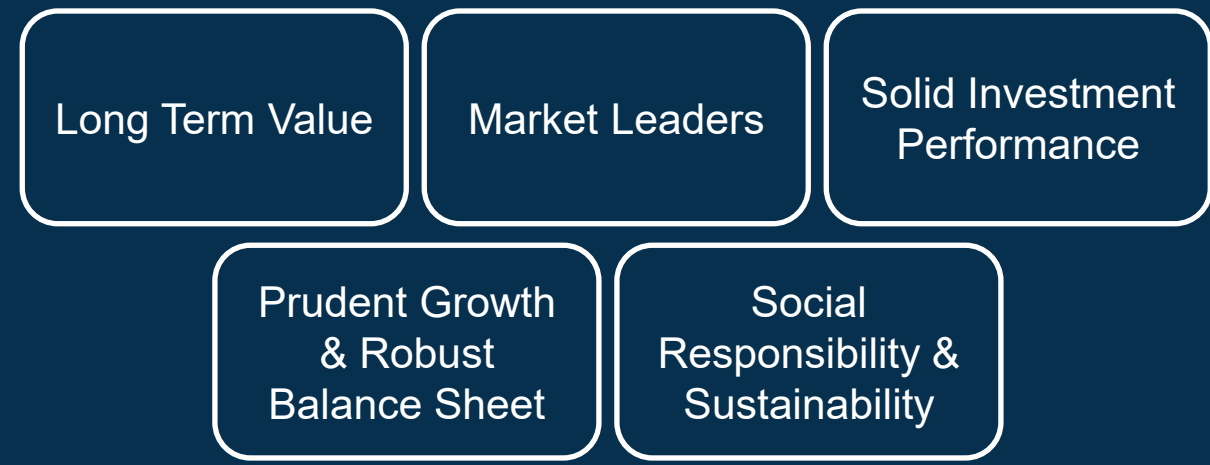 Long Term Value
Market Leaders
Solid Investment
Performance
Prudent Growth
& Robust
Balance Sheet
Social
Responsibility &
Sustainability